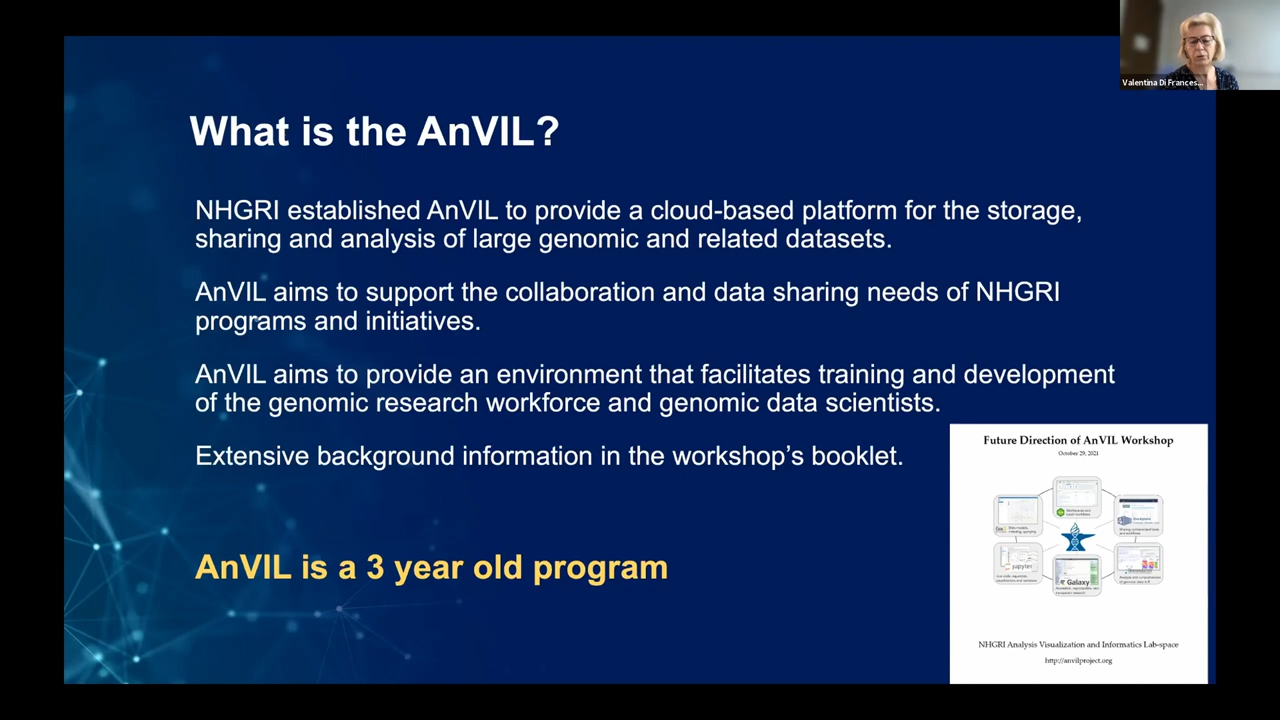 Valentina Di Frances...
What is the AnVIL?
NHGRI established AnVIL to provide a cloud-based platform for the storage,
sharing and analysis of large genomic and related datasets.
AnVIL aims to support the collaboration and data sharing needs of NHGRI
programs and initiatives.
AnVIL aims to provide an environment that facilitates training and development
of the genomic research workforce and genomic data scientists.
Extensive background information in the workshop's booklet.
AnVIL is a 3 year old program
Future Direction of AnVIL Workshop
October 29, 2021
jupyter
Galaxy
NHGRI Analysis Visualization and Informatics Lab-space
http://anvilproject.org